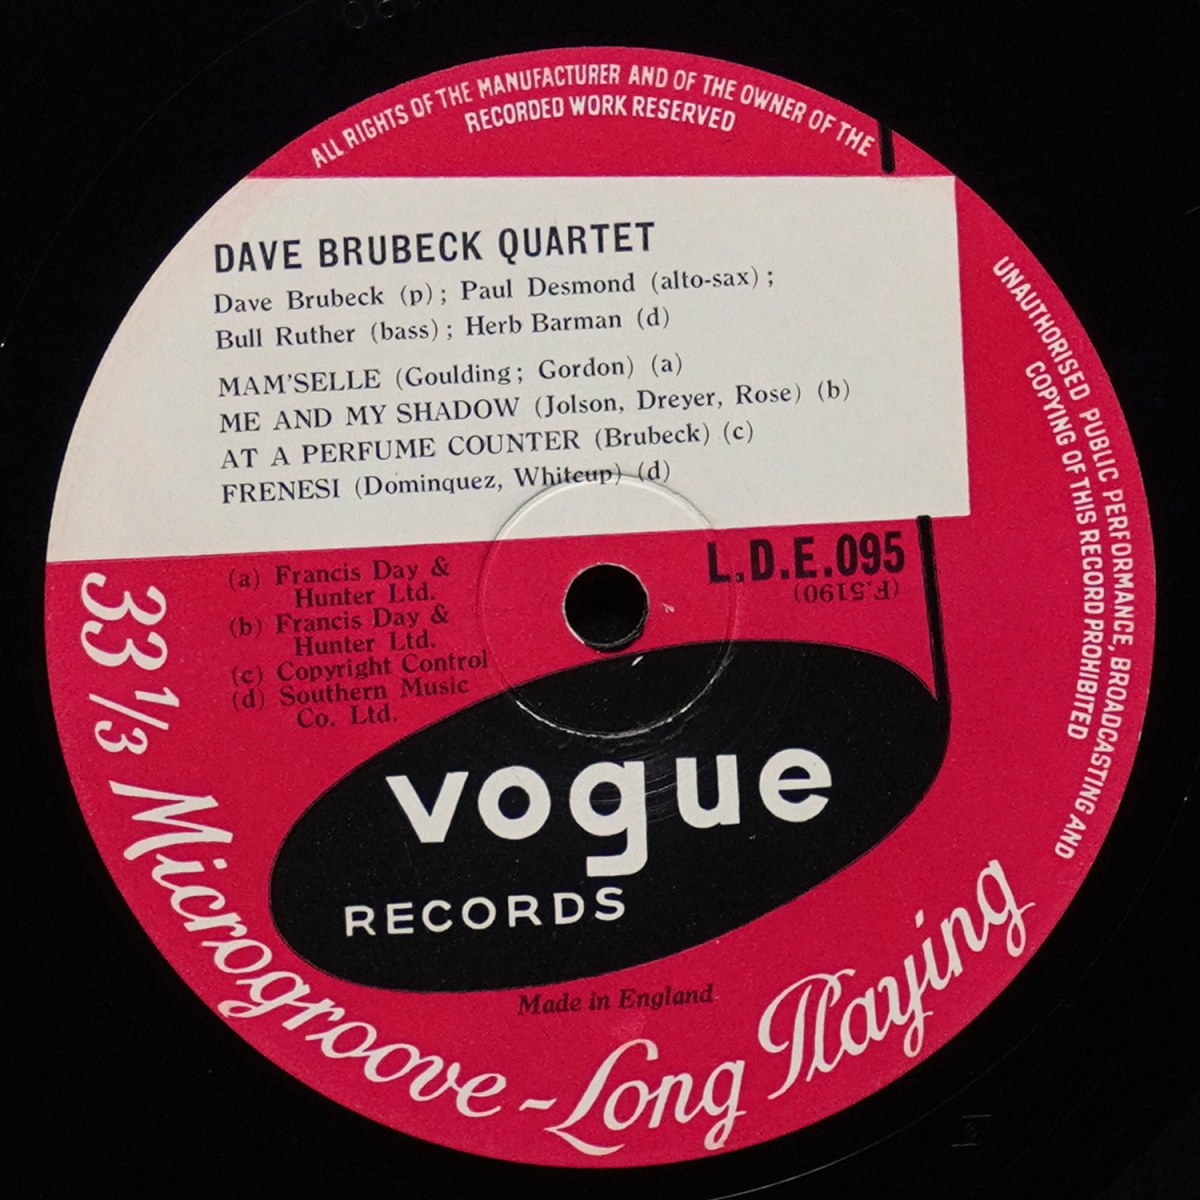 ALL RIGHTS OF THE MANUFACTURER AND OF THE OWNER OF THE
RECORDED WORK RESERVED
DAVE BRUBECK QUARTET
Dave Brubeck (p); Paul Desmond (alto-sax);
Bull Ruther (bass); Herb Barman (d)
MAM'SELLE (Goulding; Gordon) (a)
ME AND MY SHADOW (Jolson, Dreyer, Rose) (b)
AT A PERFUME COUNTER (Brubeck) (c)
FRENESI (Dominquez, Whitcup) (d)
UNAUTHORISED PUBLIC PERFORMANCE, BROADCASTING AND
COPYING OF THIS RECORD PROHIBITED
L.D.E.095
(F.5190)
(a) Francis Day &
Hunter Ltd.
(b) Francis Day &
Hunter Ltd.
(c) Copyright Control
(d) Southern Music
Co. Ltd.
vogue
RECORDS
Made in England
33 1/3 Microgroove - Long Playing